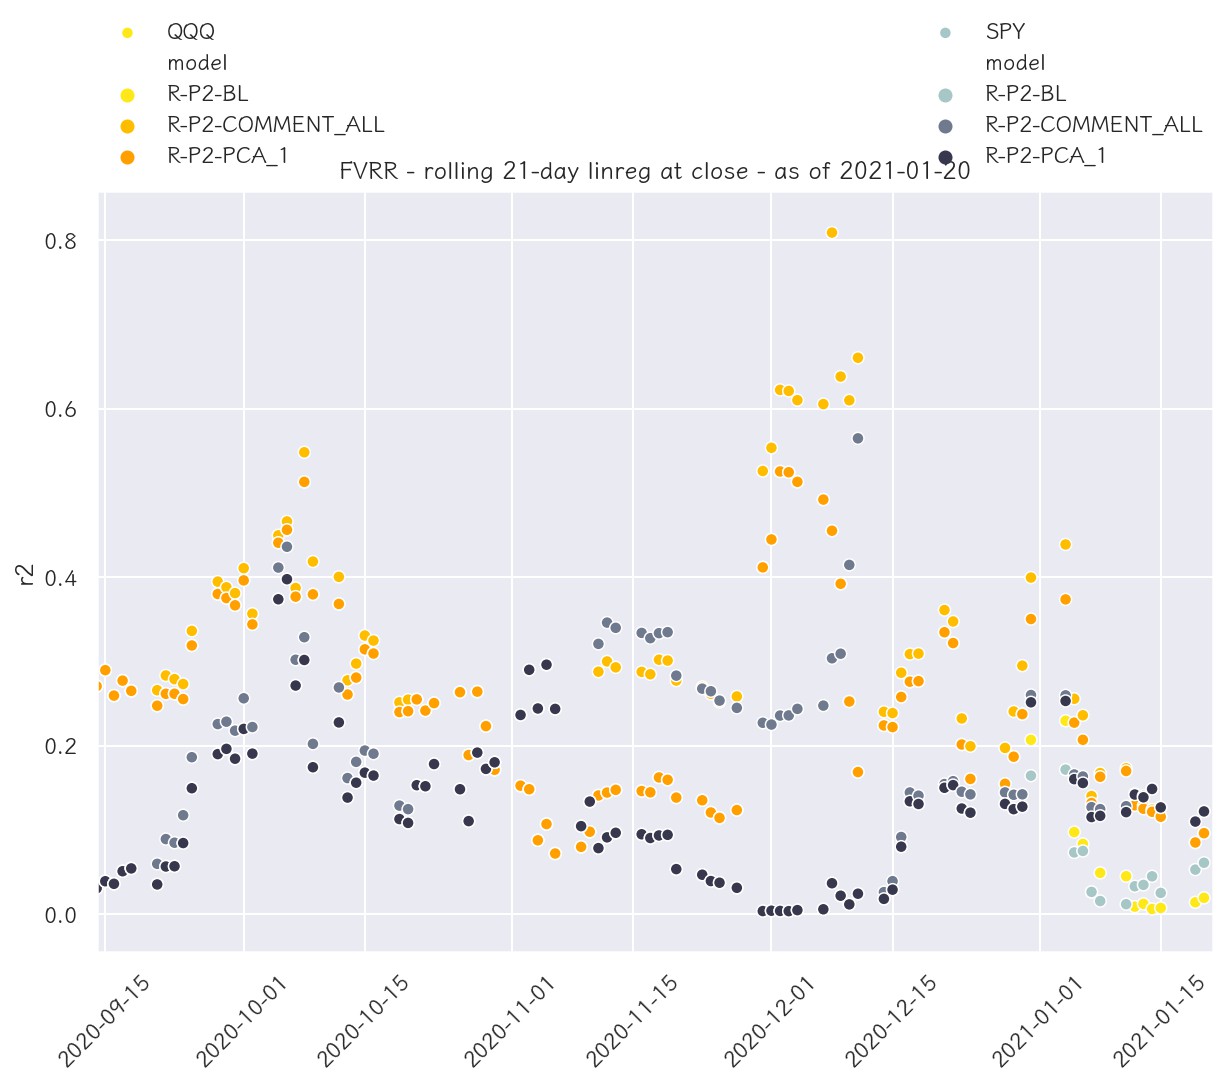 QQQ
model
R-P2-BL
R-P2-COMMENT_ALL
R-P2-PCA_1
SPY
model
R-P2-BL
R-P2-COMMENT_ALL
R-P2-PCA_1
FVRR - rolling 21-day linreg at close - as of 2021-01-20
r2
0.8
0.6
0.4
0.2
0.0
2020-09-15
2020-10-01
2020-10-15
2020-11-01
2020-11-15
2020-12-01
2020-12-15
2021-01-01
2021-01-15